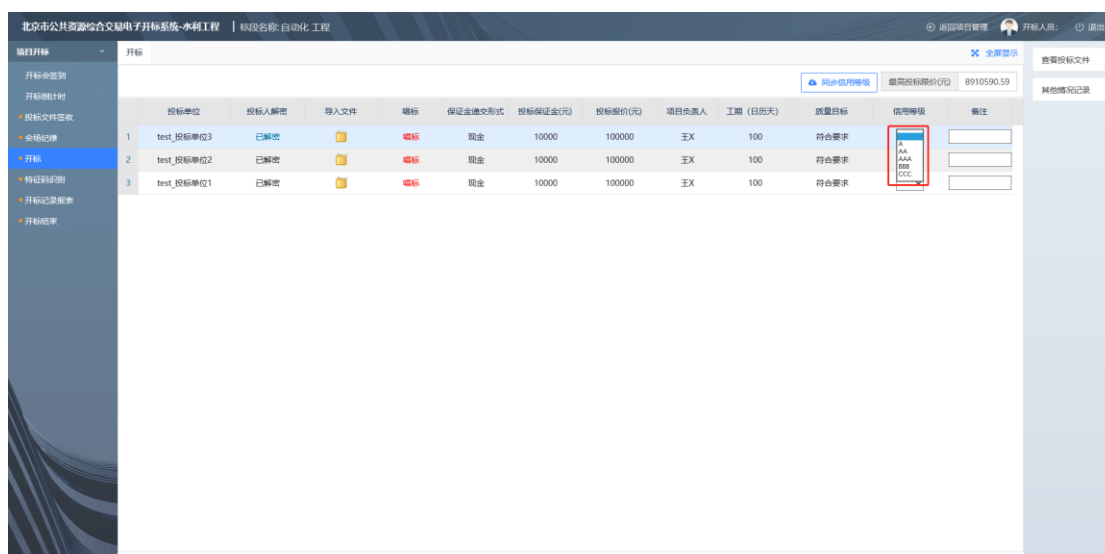 北京市公共资源综合交易电子开标系统-水利工程 标段名称:自动化工程 返回项目管理 开标人员: 退出
项目开标 开标 全屏显示 查看投标文件
开标会签到 同步信用等级 最高投标限价(元) 8910590.59 其他情况记录
开标倒计时
投标文件签收
会场纪律
开标
特征码识别
开标记录报表
开标结束
投标单位 投标人解密 导入文件 唱标 保证金缴交形式 投标保证金(元) 投标报价(元) 项目负责人 工期(日历天) 质量目标 信用等级 备注
1 test_投标单位3 已解密 唱标 现金 10000 100000 王X 100 符合要求
2 test_投标单位2 已解密 唱标 现金 10000 100000 王X 100 符合要求
3 test_投标单位1 已解密 唱标 现金 10000 100000 王X 100 符合要求
A
AA
AAA
BBB
CCC